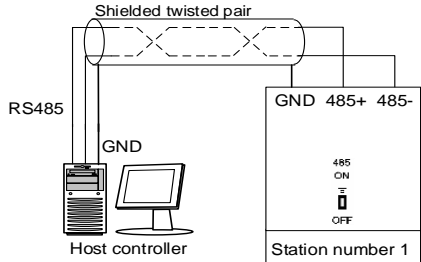 Shielded twisted pair
GND 485+ 485-
RS485
GND
485
ON
OFF
Host controller
Station number 1